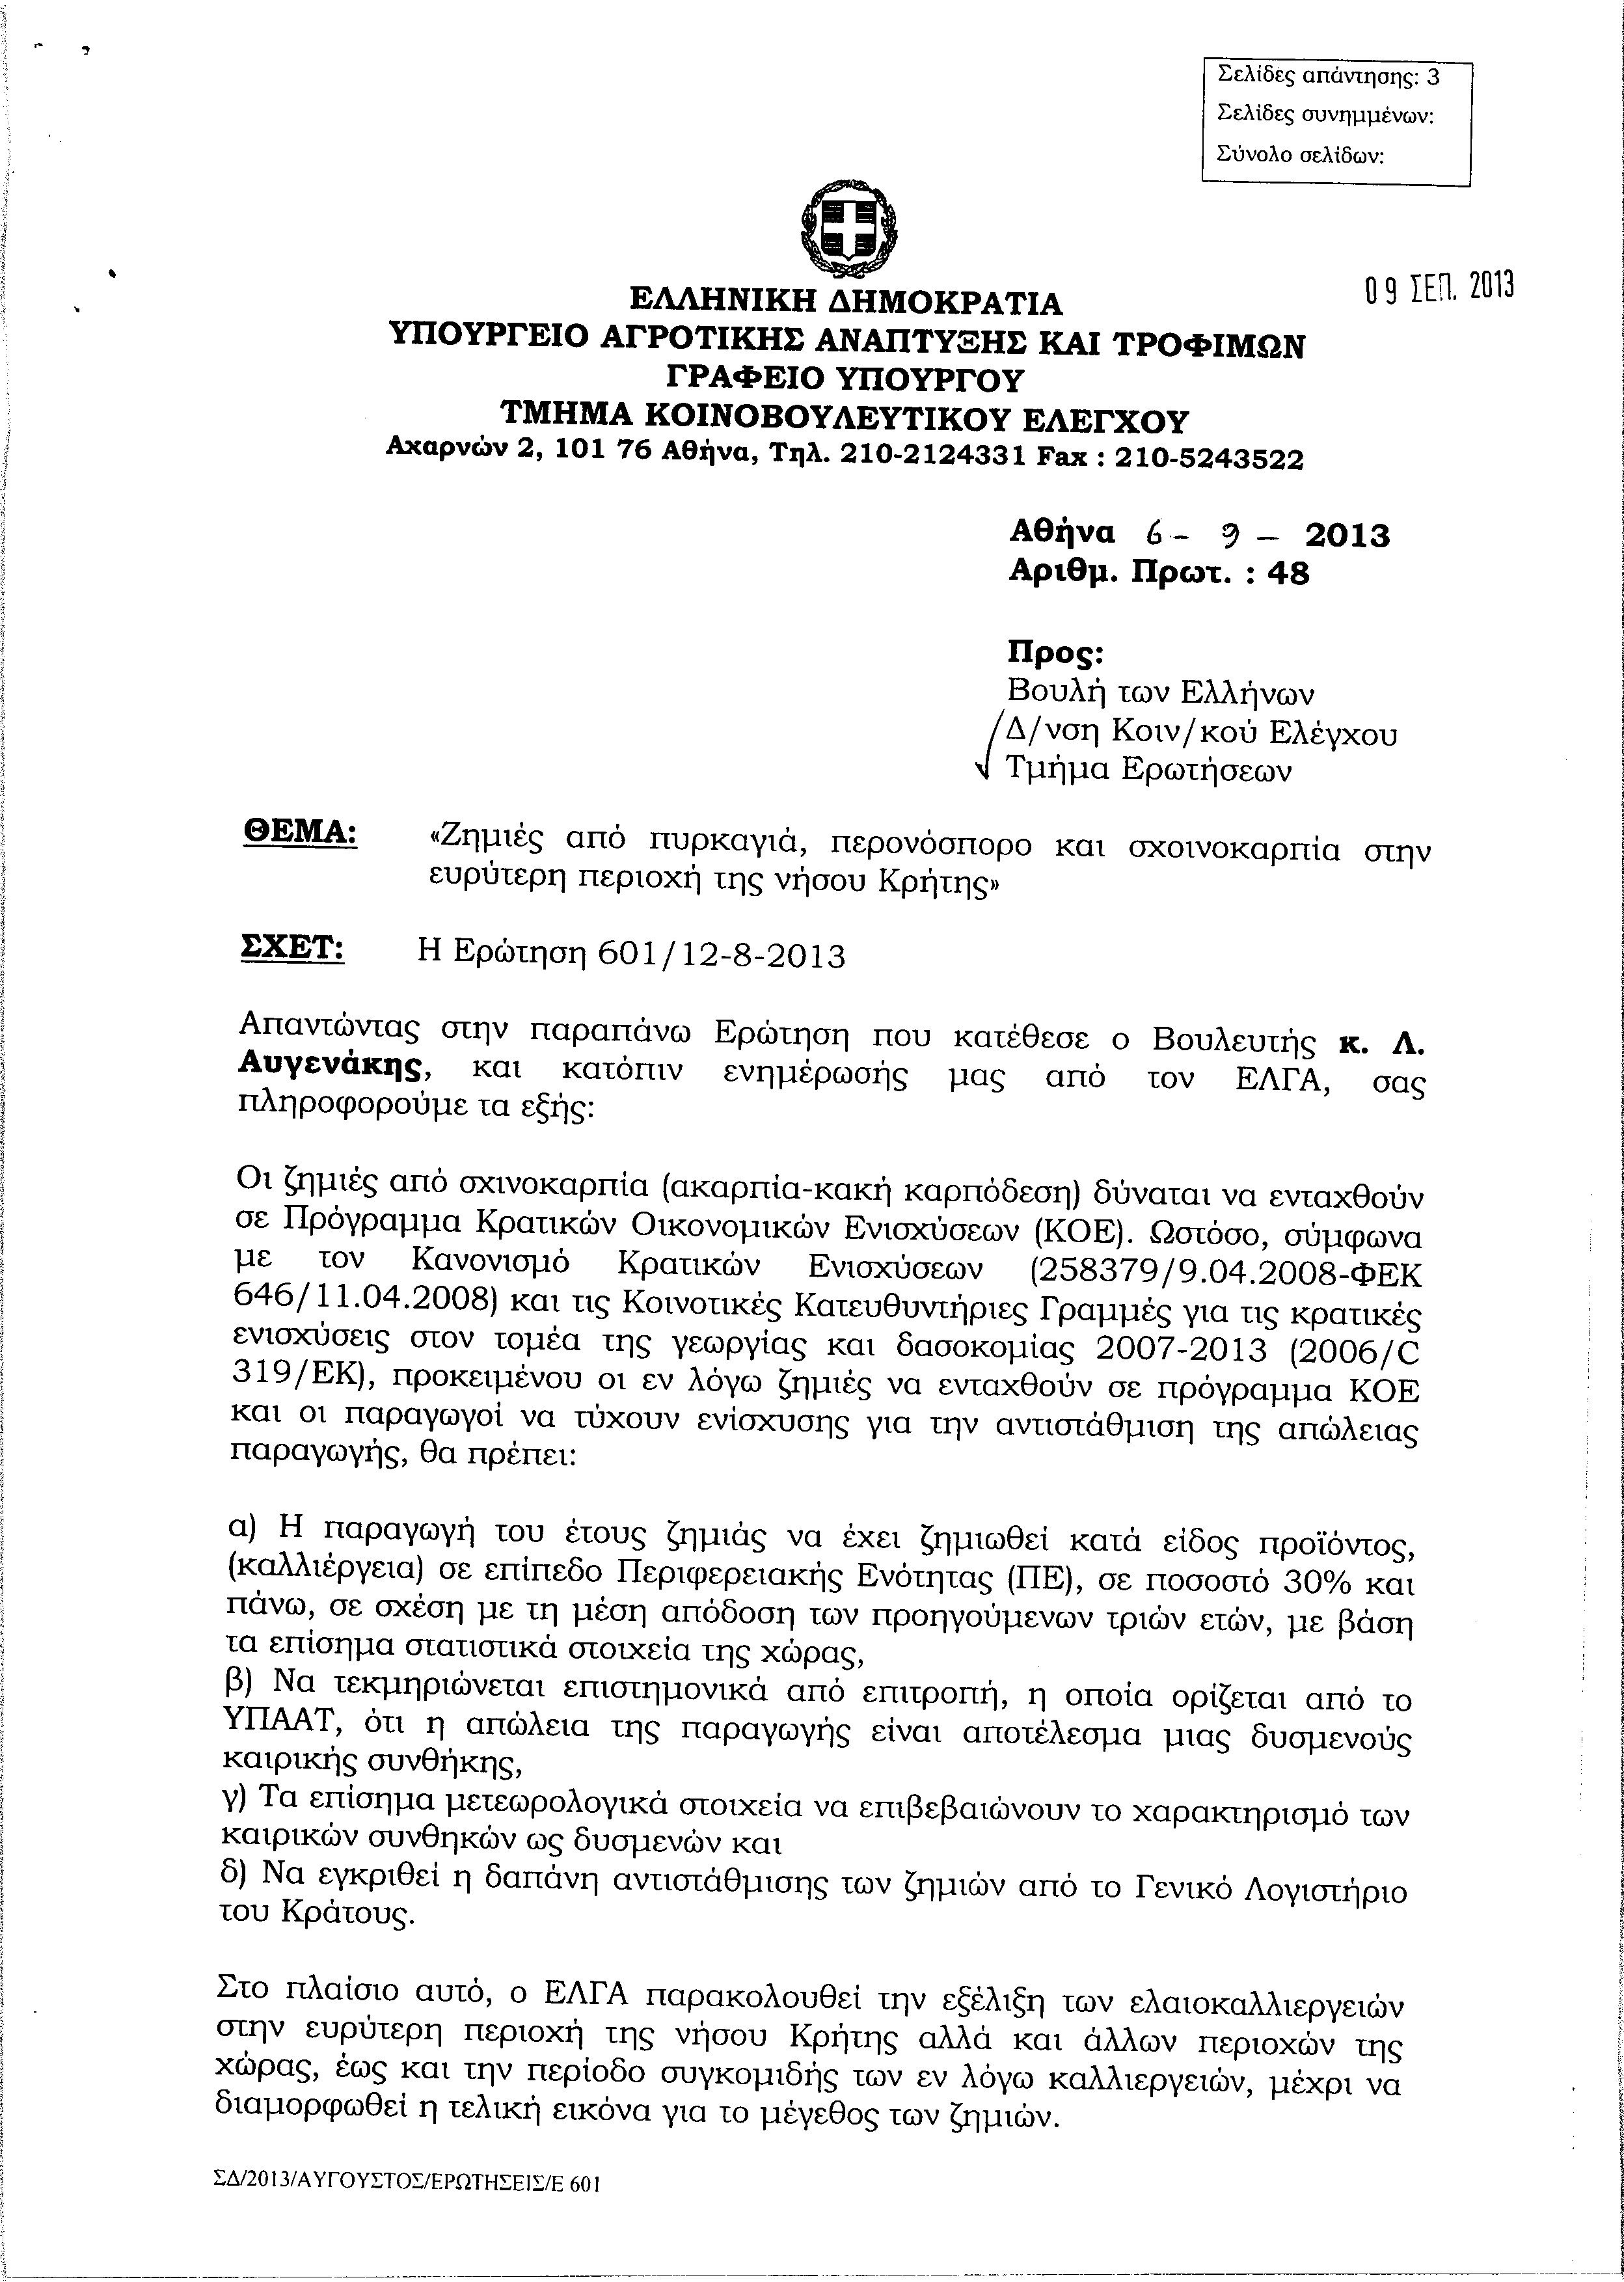 Σελίδες απάντησης: 3
Σελίδες συνημμένων:
Σύνολο σελίδων:
09 ΣΕΠ. 2013
ΕΛΛΗΝΙΚΗ ΔΗΜΟΚΡΑΤΙΑ
ΥΠΟΥΡΓΕΙΟ ΑΓΡΟΤΙΚΗΣ ΑΝΑΠΤΥΞΗΣ ΚΑΙ ΤΡΟΦΙΜΩΝ
ΓΡΑΦΕΙΟ ΥΠΟΥΡΓΟΥ
ΤΜΗΜΑ ΚΟΙΝΟΒΟΥΛΕΥΤΙΚΟΥ ΕΛΕΓΧΟΥ
Αχαρνών 2, 101 76 Αθήνα, Τηλ. 210-2124331 Fax : 210-5243522
Αθήνα 6 - 9 - 2013
Αριθμ. Πρωτ. : 48
Προς:
Βουλή των Ελλήνων
Δ/νση Κοιν/κού Ελέγχου
Τμήμα Ερωτήσεων
ΘΕΜΑ: «Ζημιές από πυρκαγιά, περονόσπορο και σχοινοκαρπία στην
ευρύτερη περιοχή της νήσου Κρήτης»
ΣΧΕΤ: Η Ερώτηση 601/12-8-2013
Απαντώντας στην παραπάνω Ερώτηση που κατέθεσε ο Βουλευτής κ. Λ.
Αυγενάκης, και κατόπιν ενημέρωσής μας από τον ΕΛΓΑ, σας
πληροφορούμε τα εξής:
Οι ζημιές από σχινοκαρπία (ακαρπία-κακή καρπόδεση) δύναται να ενταχθούν
σε Πρόγραμμα Κρατικών Οικονομικών Ενισχύσεων (ΚΟΕ). Ωστόσο, σύμφωνα
με τον Κανονισμό Κρατικών Ενισχύσεων (258379/9.04.2008-ΦΕΚ
646/11.04.2008) και τις Κοινοτικές Κατευθυντήριες Γραμμές για τις κρατικές
ενισχύσεις στον τομέα της γεωργίας και δασοκομίας 2007-2013 (2006/C
319/ΕΚ), προκειμένου οι εν λόγω ζημιές να ενταχθούν σε πρόγραμμα ΚΟΕ
και οι παραγωγοί να τύχουν ενίσχυσης για την αντιστάθμιση της απώλειας
παραγωγής, θα πρέπει:
α) Η παραγωγή του έτους ζημιάς να έχει ζημιωθεί κατά είδος προϊόντος,
(καλλιέργεια) σε επίπεδο Περιφερειακής Ενότητας (ΠΕ), σε ποσοστό 30% και
πάνω, σε σχέση με τη μέση απόδοση των προηγούμενων τριών ετών, με βάση
τα επίσημα στατιστικά στοιχεία της χώρας,
β) Να τεκμηριώνεται επιστημονικά από επιτροπή, η οποία ορίζεται από το
ΥΠΑΑΤ, ότι η απώλεια της παραγωγής είναι αποτέλεσμα μιας δυσμενούς
καιρικής συνθήκης,
γ) Τα επίσημα μετεωρολογικά στοιχεία να επιβεβαιώνουν το χαρακτηρισμό των
καιρικών συνθηκών ως δυσμενών και
δ) Να εγκριθεί η δαπάνη αντιστάθμισης των ζημιών από το Γενικό Λογιστήριο
του Κράτους.
Στο πλαίσιο αυτό, ο ΕΛΓΑ παρακολουθεί την εξέλιξη των ελαιοκαλλιεργειών
στην ευρύτερη περιοχή της νήσου Κρήτης αλλά και άλλων περιοχών της
χώρας, έως και την περίοδο συγκομιδής των εν λόγω καλλιεργειών, μέχρι να
διαμορφωθεί η τελική εικόνα για το μέγεθος των ζημιών.
ΣΔ/2013/ΑΥΓΟΥΣΤΟΣ/ΕΡΩΤΗΣΕΙΣ/Ε 601